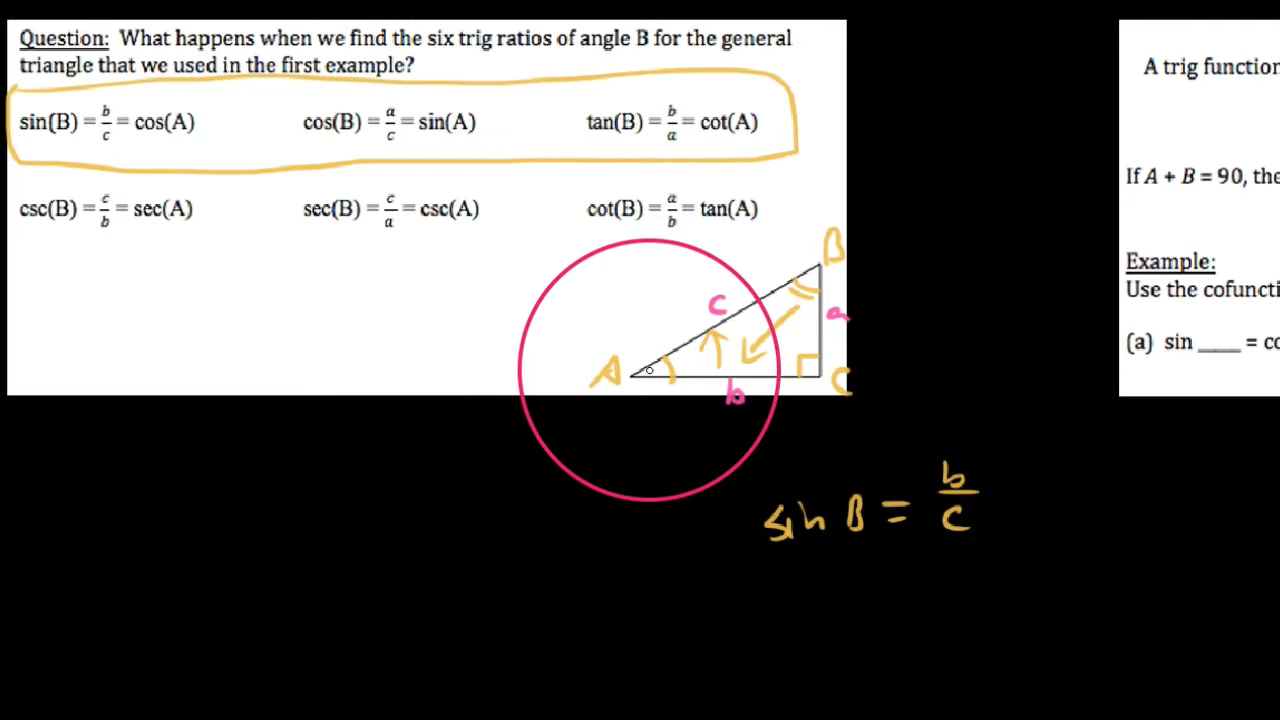 Question: What happens when we find the six trig ratios of angle B for the general
triangle that we used in the first example?
sin(B) = b/c = cos(A) cos(B) = a/c = sin(A) tan(B) = b/a = cot(A)
csc(B) = c/b = sec(A) sec(B) = c/a = csc(A) cot(B) = a/b = tan(A)
B
c
a
A
b
C
sin B = b/c
A trig function
If A + B = 90, the
Example:
Use the cofuncti
(a) sin ____ = co